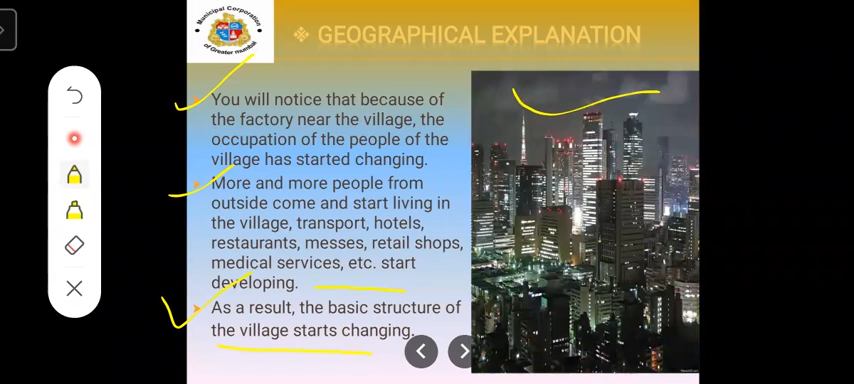 Municipal Corporation
of Greater mumbai
❖ GEOGRAPHICAL EXPLANATION
You will notice that because of
the factory near the village, the
occupation of the people of the
village has started changing.
More and more people from
outside come and start living in
the village, transport, hotels,
restaurants, messes, retail shops,
medical services, etc. start
developing.
As a result, the basic structure of
the village starts changing.